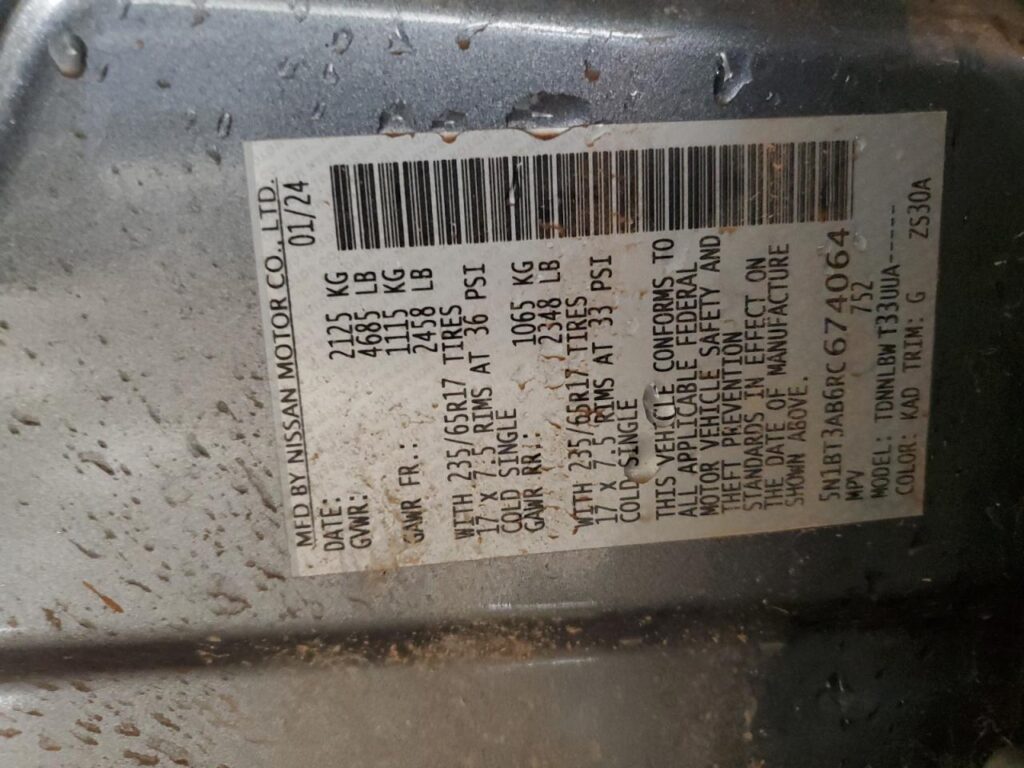 MFD BY NISSAN MOTOR CO., LTD.
DATE: 01/24
GVWR: 2125 KG
4685 LB
GAWR FR.: 1115 KG
2458 LB
WITH 235/65R17 TIRES
17 X 7.5 RIMS AT 36 PSI
COLD SINGLE
GAWR RR.: 1065 KG
2348 LB
WITH 235/65R17 TIRES
17 X 7.5 RIMS AT 33 PSI
COLD SINGLE
THIS VEHICLE CONFORMS TO
ALL APPLICABLE FEDERAL
MOTOR VEHICLE SAFETY AND
THEFT PREVENTION
STANDARDS IN EFFECT ON
THE DATE OF MANUFACTURE
SHOWN ABOVE.
5N1BT3AB6RC674064
MPV 752
MODEL: TDNNLBW T33UUA-----
COLOR: KAD TRIM: G ZS30A